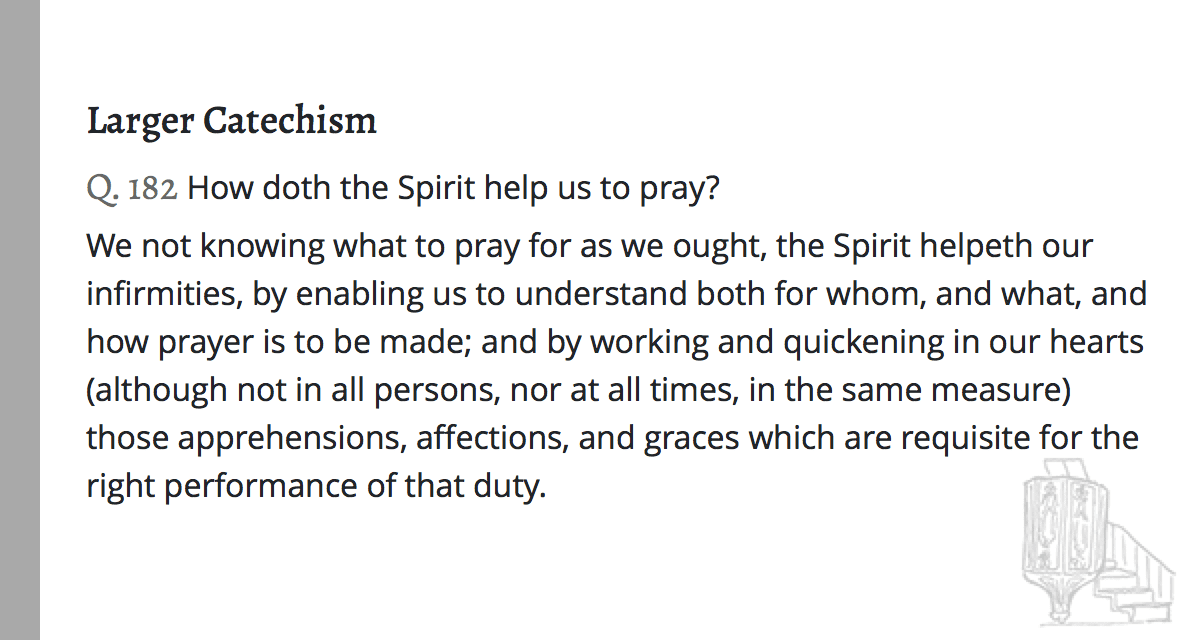 Larger Catechism
Q. 182 How doth the Spirit help us to pray?
We not knowing what to pray for as we ought, the Spirit helpeth our
infirmities, by enabling us to understand both for whom, and what, and
how prayer is to be made; and by working and quickening in our hearts
(although not in all persons, nor at all times, in the same measure)
those apprehensions, affections, and graces which are requisite for the
right performance of that duty.